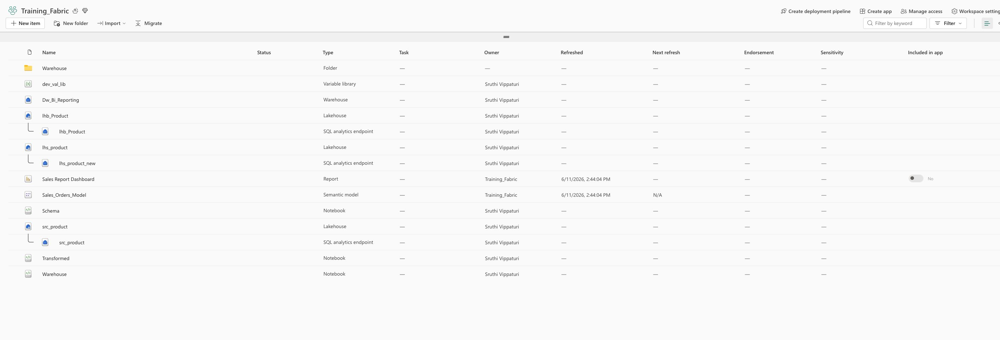 Training_Fabric
Create deployment pipeline Create app Manage access Workspace setting
New item New folder Import Migrate Filter by keyword Filter
Name Status Type Task Owner Refreshed Next refresh Endorsement Sensitivity Included in app
Warehouse Folder — — — — — —
dev_val_lib Variable library — Sruthi Vippaturi — — — —
Dw_Bi_Reporting Warehouse — Sruthi Vippaturi — — — —
lhb_Product Lakehouse — Sruthi Vippaturi — — — —
lhb_Product SQL analytics endpoint — Sruthi Vippaturi — — — —
lhs_product Lakehouse — Sruthi Vippaturi — — — —
lhs_product_new SQL analytics endpoint — Sruthi Vippaturi — — — —
Sales Report Dashboard Report — Training_Fabric 6/11/2026, 2:44:04 PM — — — No
Sales_Orders_Model Semantic model — Training_Fabric 6/11/2026, 2:44:04 PM N/A — —
Schema Notebook — Sruthi Vippaturi — — — —
src_product Lakehouse — Sruthi Vippaturi — — — —
src_product SQL analytics endpoint — Sruthi Vippaturi — — — —
Transformed Notebook — Sruthi Vippaturi — — — —
Warehouse Notebook — Sruthi Vippaturi — — — —